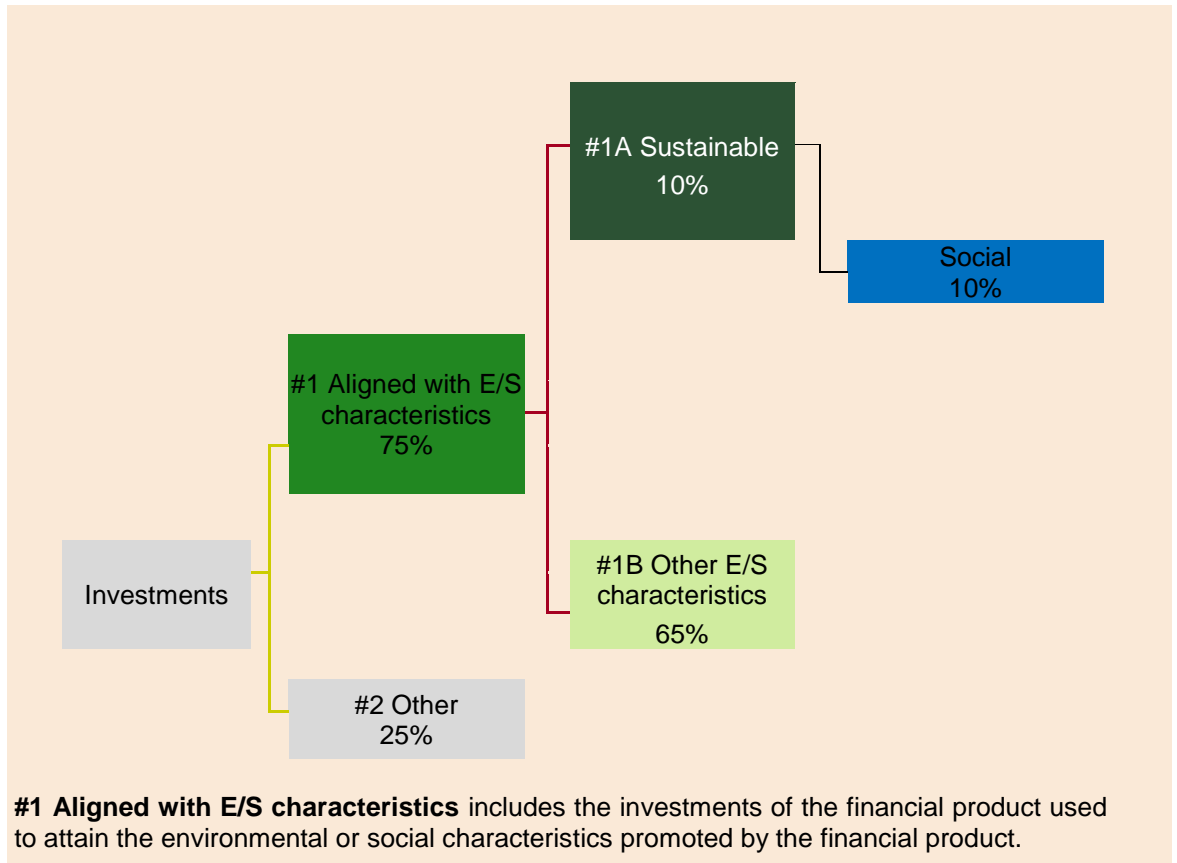 #1A Sustainable
10%
Social
10%
#1 Aligned with E/S
characteristics
75%
Investments
#1B Other E/S
characteristics
65%
#2 Other
25%
#1 Aligned with E/S characteristics includes the investments of the financial product used
to attain the environmental or social characteristics promoted by the financial product.